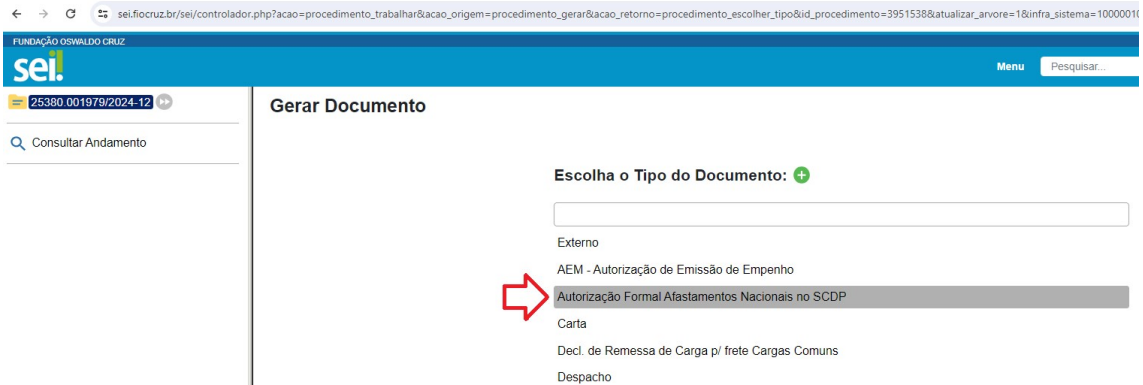 sei.fiocruz.br/sei/controlador.php?acao=procedimento_trabalhar&acao_origem=procedimento_gerar&acao_retorno=procedimento_escolher_tipo&id_procedimento=3951538&atualizar_arvore=1&infra_sistema=1000001
FUNDAÇÃO OSWALDO CRUZ
sei!
Menu
Pesquisar...
25380.001979/2024-12
Consultar Andamento
Gerar Documento
Escolha o Tipo do Documento:
Externo
AEM - Autorização de Emissão de Empenho
Autorização Formal Afastamentos Nacionais no SCDP
Carta
Decl. de Remessa de Carga p/ frete Cargas Comuns
Despacho